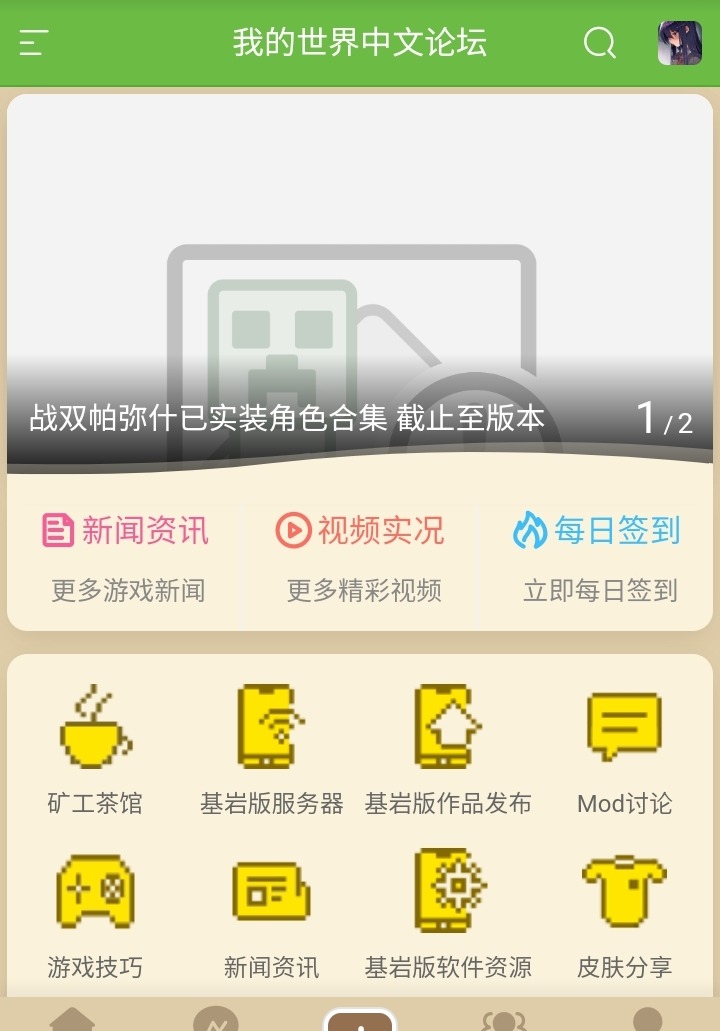 我的世界中文论坛
战双帕弥什已实装角色合集 截止至版本
1/2
新闻资讯 视频实况 每日签到
更多游戏新闻 更多精彩视频 立即每日签到
矿工茶馆 基岩版服务器 基岩版作品发布 Mod讨论
游戏技巧 新闻资讯 基岩版软件资源 皮肤分享